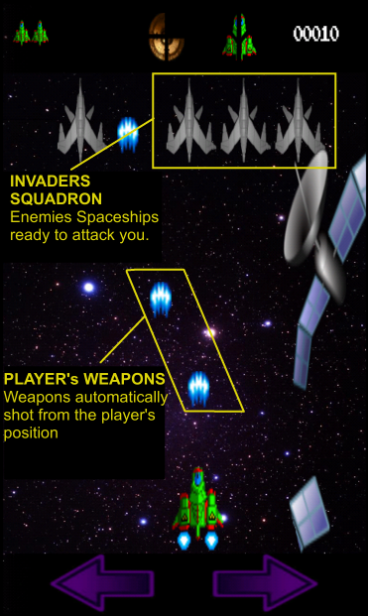 00010
INVADERS
SQUADRON
Enemies Spaceships
ready to attack you.
PLAYER's WEAPONS
Weapons automatically
shot from the player's
position